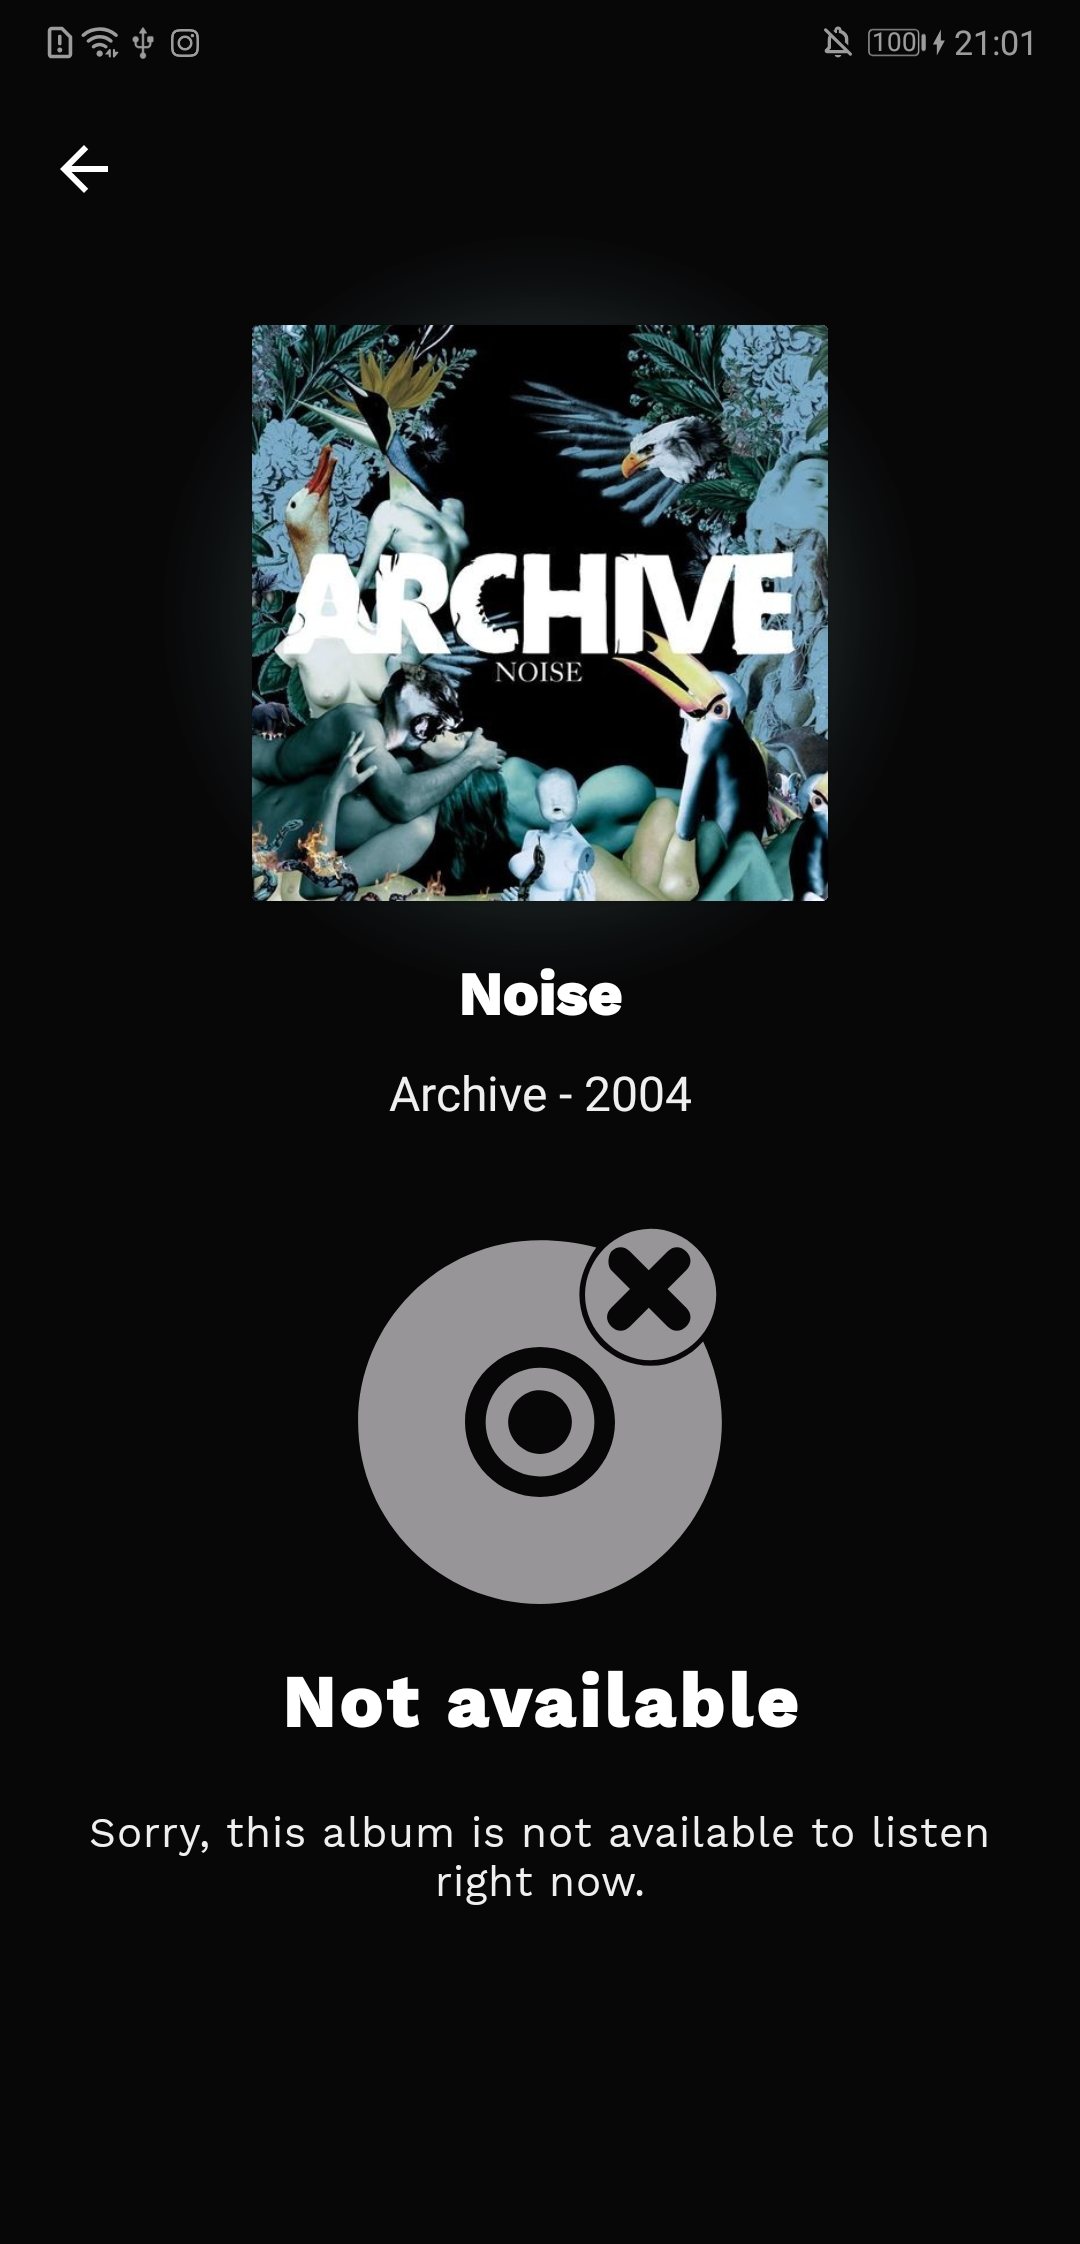 100 21:01
ARCHIVE
NOISE
Noise
Archive - 2004
Not available
Sorry, this album is not available to listen
right now.